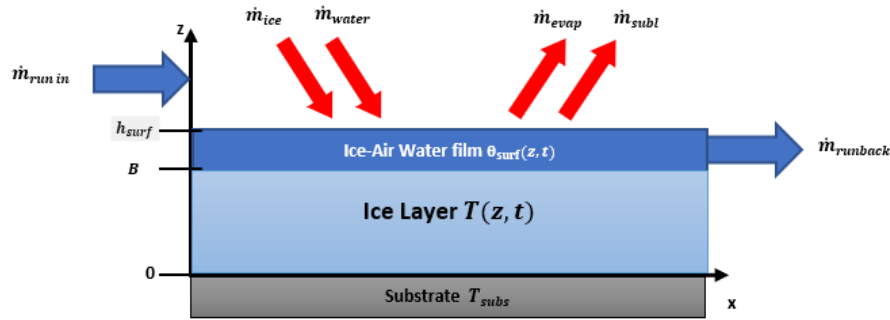 z
ṁ_ice
ṁ_water
ṁ_evap
ṁ_subl
ṁ_run in
h_surf
Ice-Air Water film θ_surf(z,t)
ṁ_runback
B
Ice Layer T(z,t)
0
x
Substrate T_subs